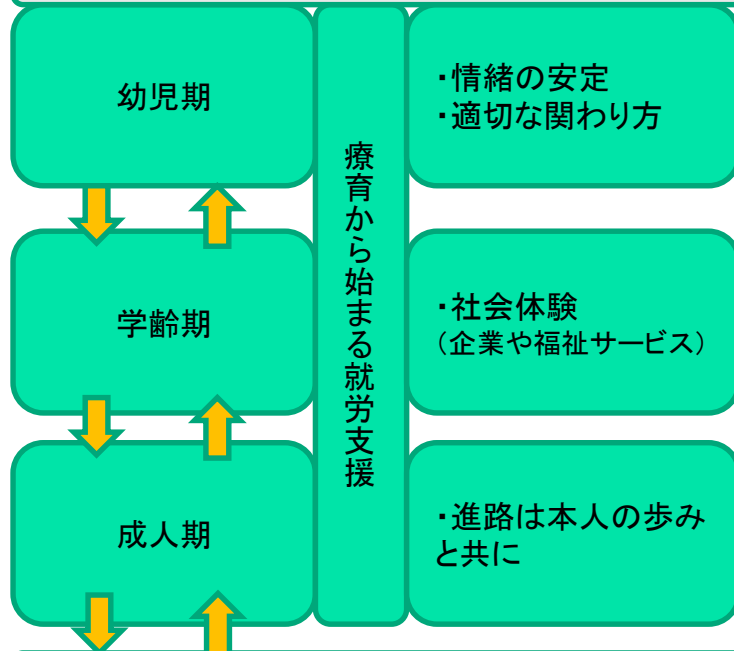 幼児期
・情緒の安定
・適切な関わり方
療育から始まる就労支援
学齢期
・社会体験
（企業や福祉サービス）
成人期
・進路は本人の歩み
と共に